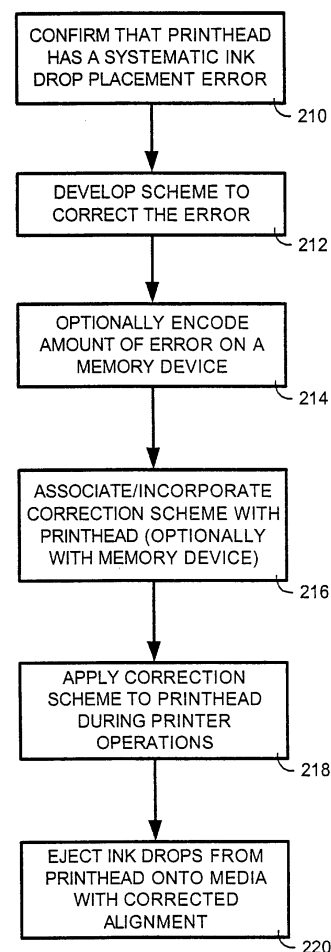 CONFIRM THAT PRINTHEAD
HAS A SYSTEMATIC INK
DROP PLACEMENT ERROR
210
DEVELOP SCHEME TO
CORRECT THE ERROR
212
OPTIONALLY ENCODE
AMOUNT OF ERROR ON A
MEMORY DEVICE
214
ASSOCIATE/INCORPORATE
CORRECTION SCHEME WITH
PRINTHEAD (OPTIONALLY
WITH MEMORY DEVICE)
216
APPLY CORRECTION
SCHEME TO PRINTHEAD
DURING PRINTER
OPERATIONS
218
EJECT INK DROPS FROM
PRINTHEAD ONTO MEDIA
WITH CORRECTED
ALIGNMENT
220